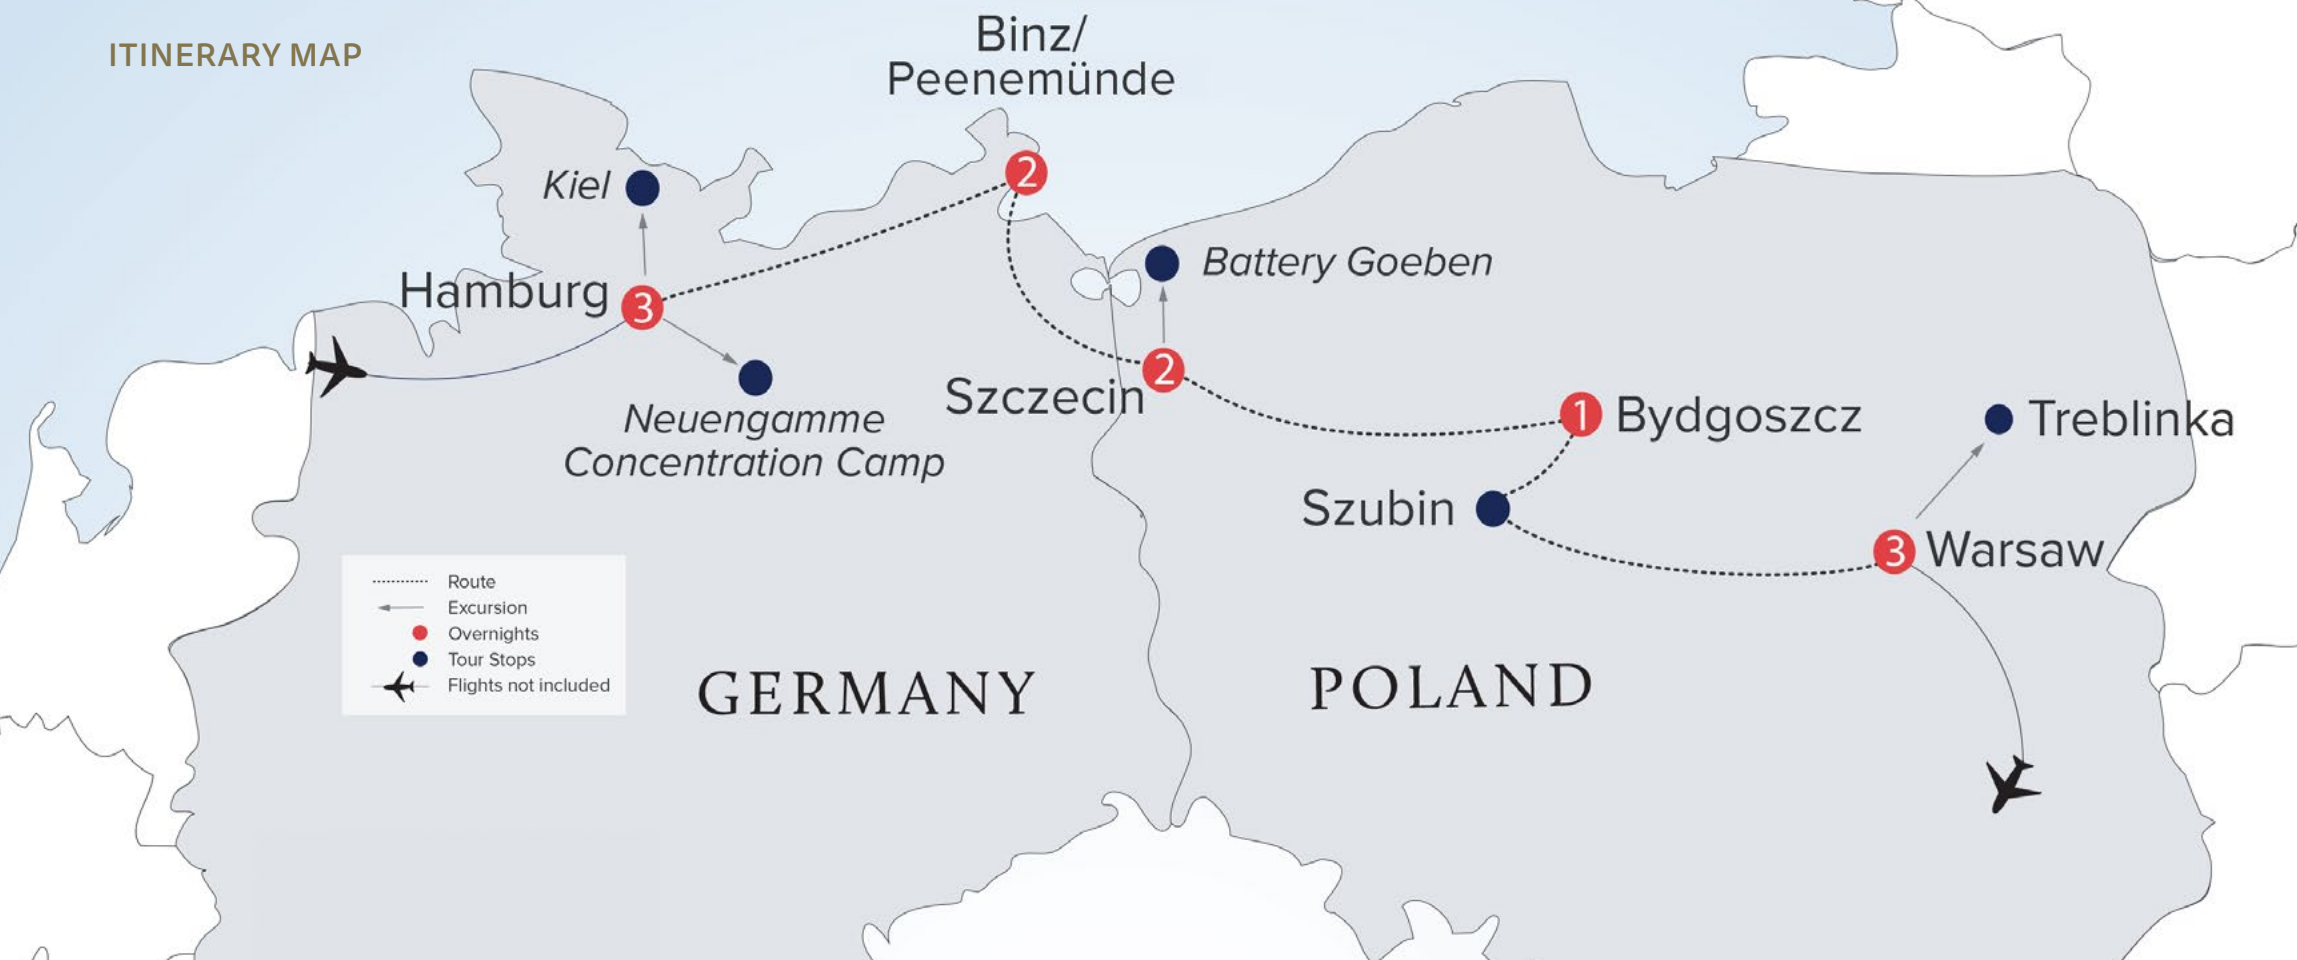 ITINERARY MAP
Binz/
Peenemünde
2
Kiel
Battery Goeben
Hamburg
3
2
Szczecin
Neuengamme
Concentration Camp
1
Bydgoszcz
Treblinka
Szubin
3
Warsaw
Route
Excursion
Overnights
Tour Stops
Flights not included
GERMANY
POLAND